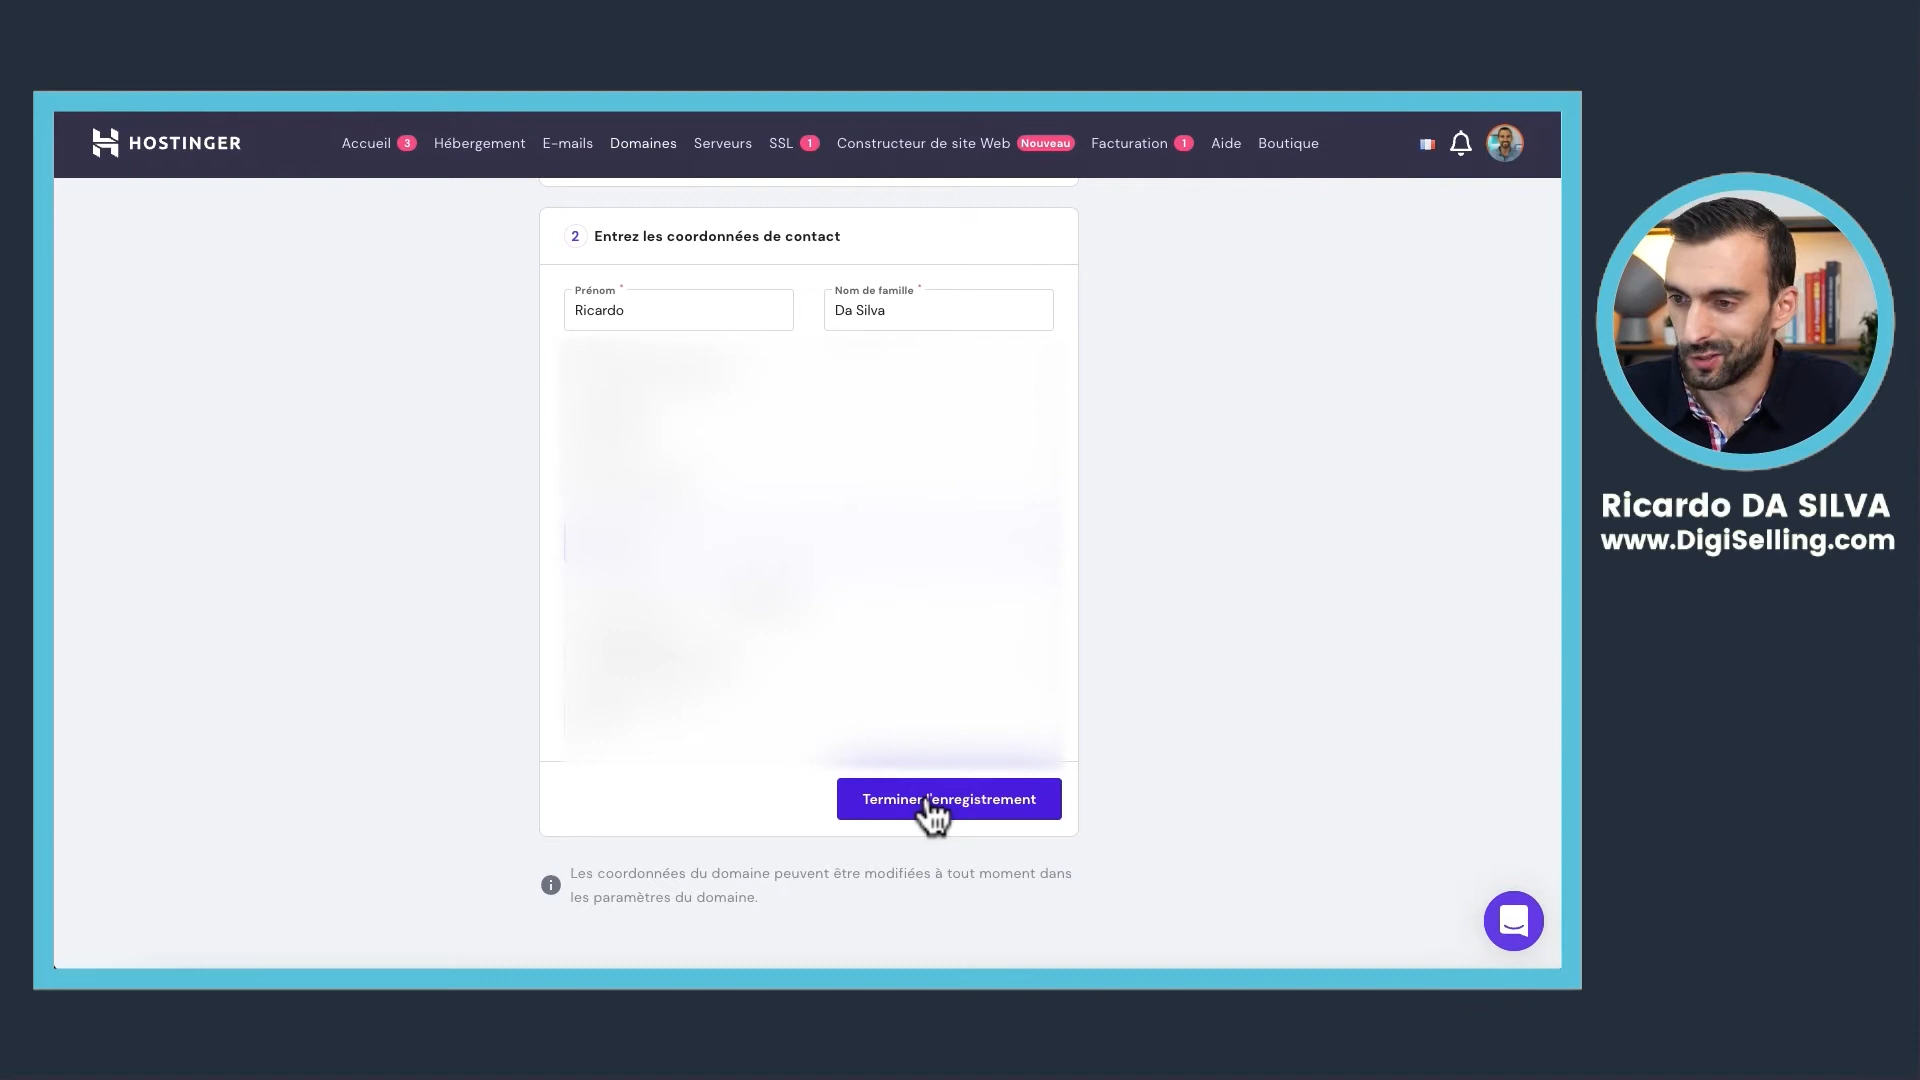 HOSTINGER
Accueil 3 Hébergement E-mails Domaines Serveurs SSL 1 Constructeur de site Web Nouveau Facturation 1 Aide Boutique
2 Entrez les coordonnées de contact
Prénom *
Ricardo
Nom de famille *
Da Silva
Terminer l'enregistrement
Les coordonnées du domaine peuvent être modifiées à tout moment dans
les paramètres du domaine.
Ricardo DA SILVA
www.DigiSelling.com